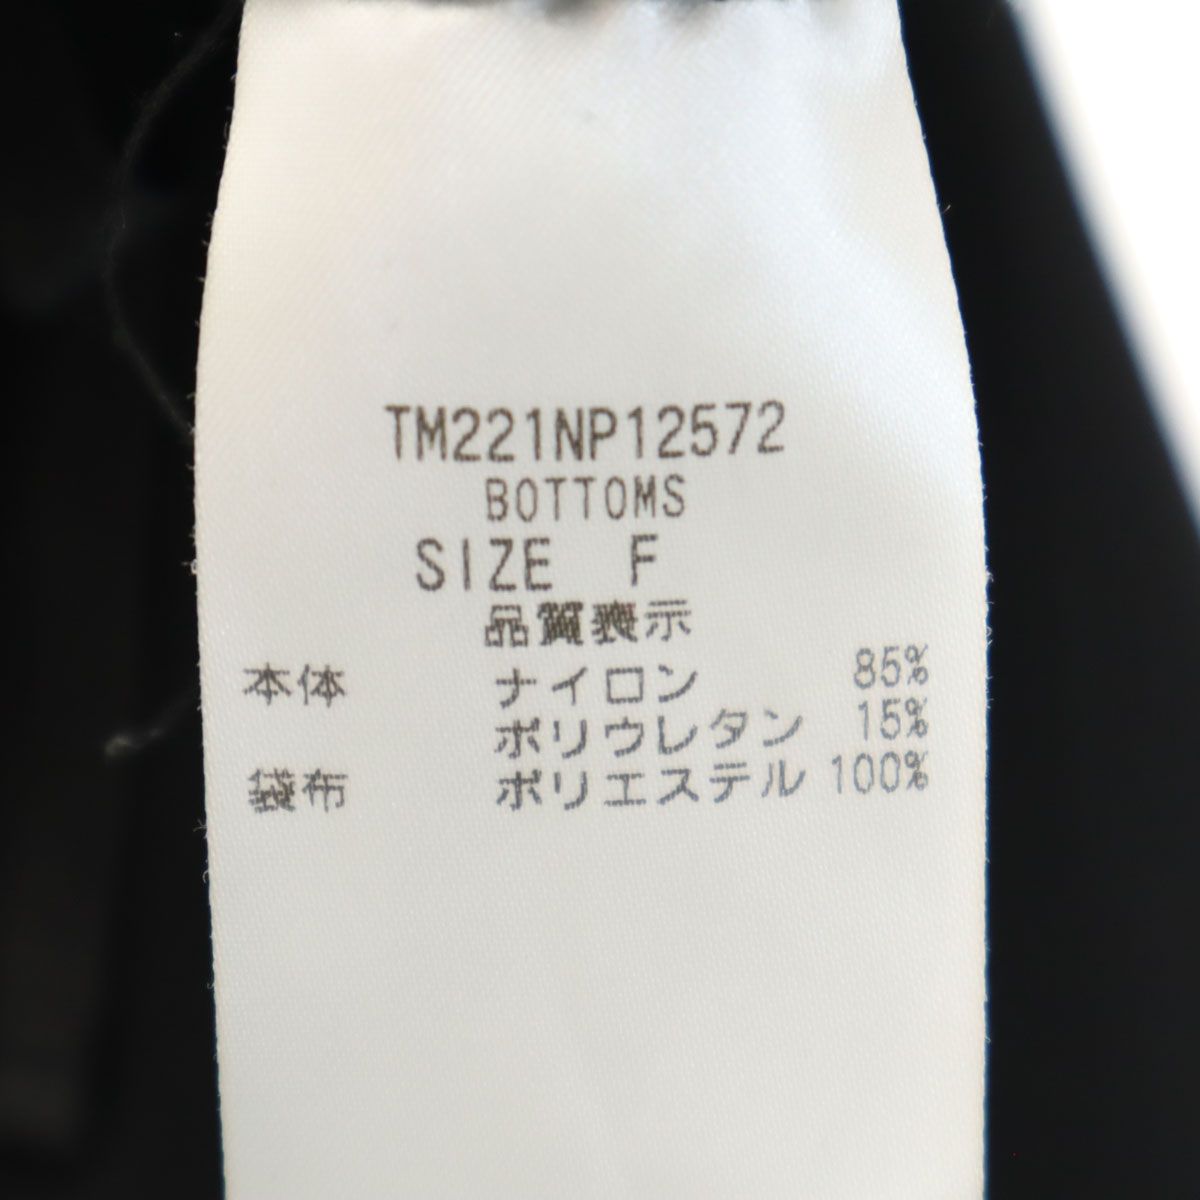 TM221NP12572
BOTTOMS
SIZE F
品質表示
本体 ナイロン 85%
ポリウレタン 15%
袋布 ポリエステル 100%